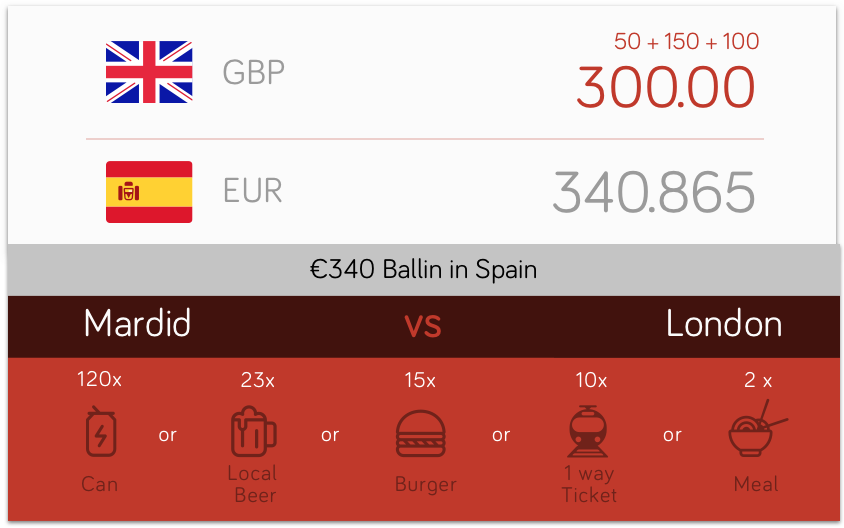 50 + 150 + 100
GBP 300.00
EUR 340.865
€340 Ballin in Spain
Mardid vs London
120x 23x 15x 10x 2 x
or or or or
Can Local Beer Burger 1 way Ticket Meal